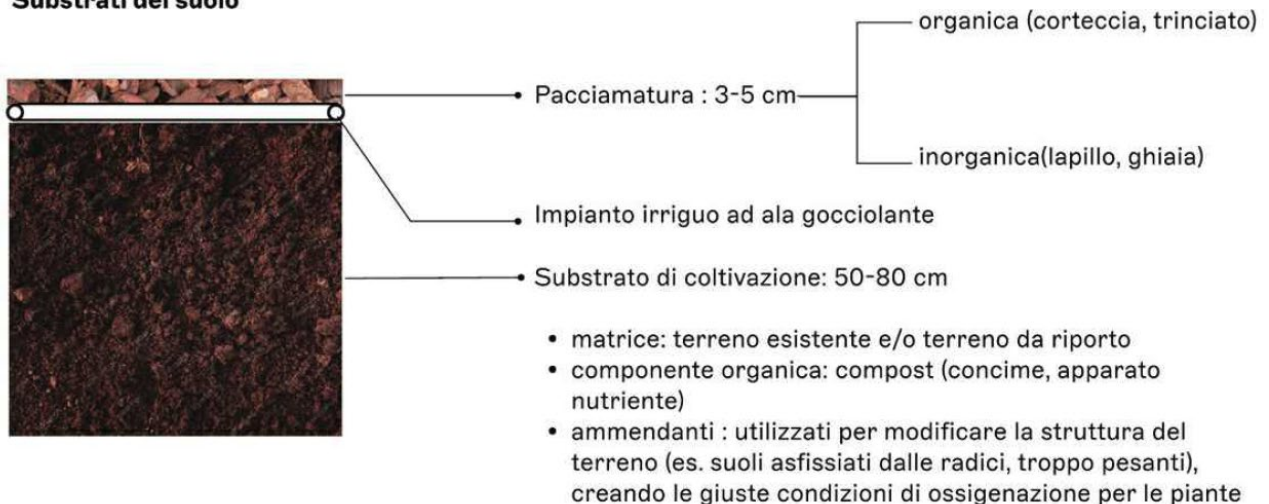 Substrati del suolo
organica (corteccia, trinciato)
Pacciamatura : 3-5 cm
inorganica(lapillo, ghiaia)
Impianto irriguo ad ala gocciolante
Substrato di coltivazione: 50-80 cm
• matrice: terreno esistente e/o terreno da riporto
• componente organica: compost (concime, apparato
nutriente)
• ammendanti : utilizzati per modificare la struttura del
terreno (es. suoli asfissiati dalle radici, troppo pesanti),
creando le giuste condizioni di ossigenazione per le piante